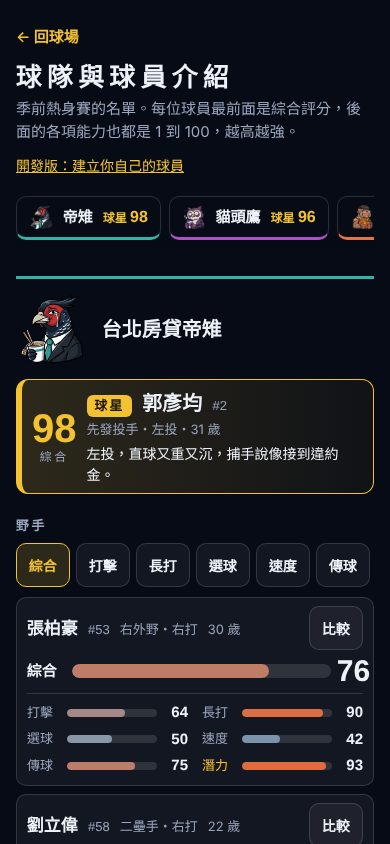 ← 回球場
球隊與球員介紹
季前熱身賽的名單。每位球員最前面是綜合評分，後
面的各項能力也都是 1 到 100，越高越強。
開發版：建立你自己的球員
帝雉 球星 98 貓頭鷹 球星 96
台北房貸帝雉
98 綜合
球星 郭彥均 #2
先發投手・左投・31 歲
左投，直球又重又沉，捕手說像接到違約
金。
野手
綜合 打擊 長打 選球 速度 傳球
張柏豪 #53 右外野・右打 30 歲 比較
綜合 76
打擊 64 長打 90
選球 50 速度 42
傳球 75 潛力 93
劉立偉 #58 二壘手・右打 22 歲 比較